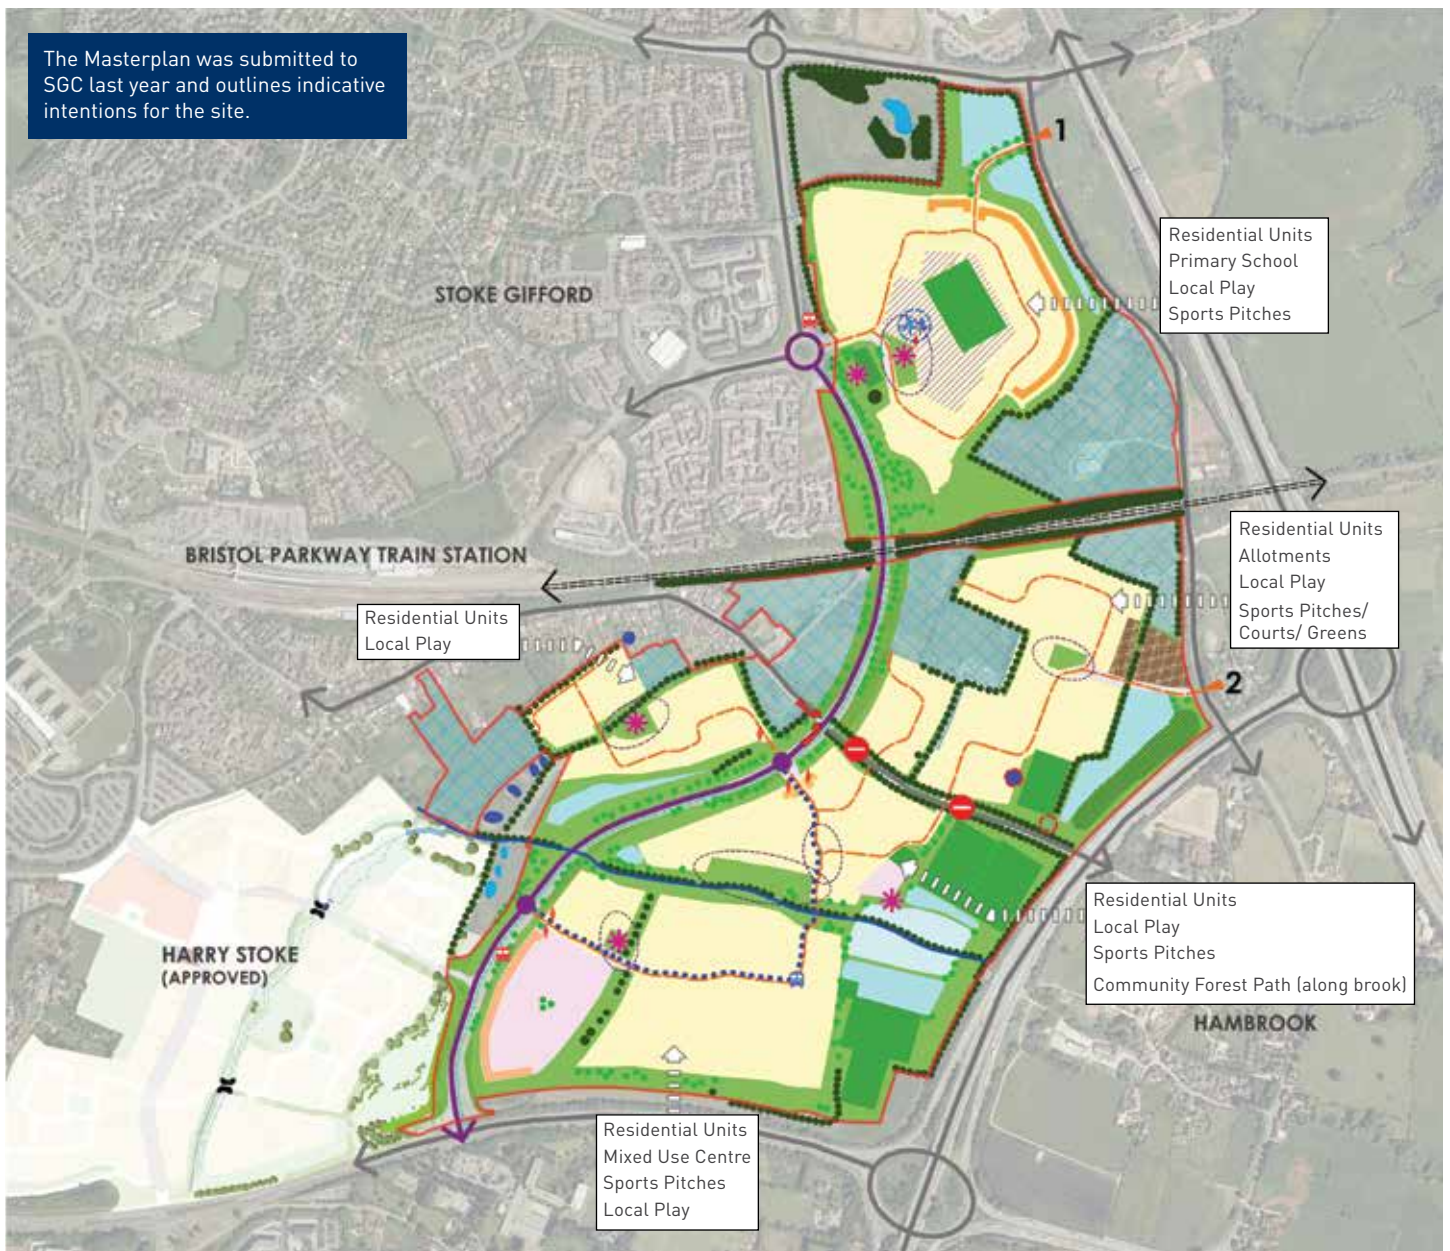 The Masterplan was submitted to
SGC last year and outlines indicative
intentions for the site.
1
Residential Units
Primary School
Local Play
Sports Pitches
STOKE GIFFORD
BRISTOL PARKWAY TRAIN STATION
Residential Units
Allotments
Local Play
Sports Pitches/
Courts/ Greens
Residential Units
Local Play
2
Residential Units
Local Play
Sports Pitches
Community Forest Path (along brook)
HARRY STOKE
(APPROVED)
HAMBROOK
Residential Units
Mixed Use Centre
Sports Pitches
Local Play